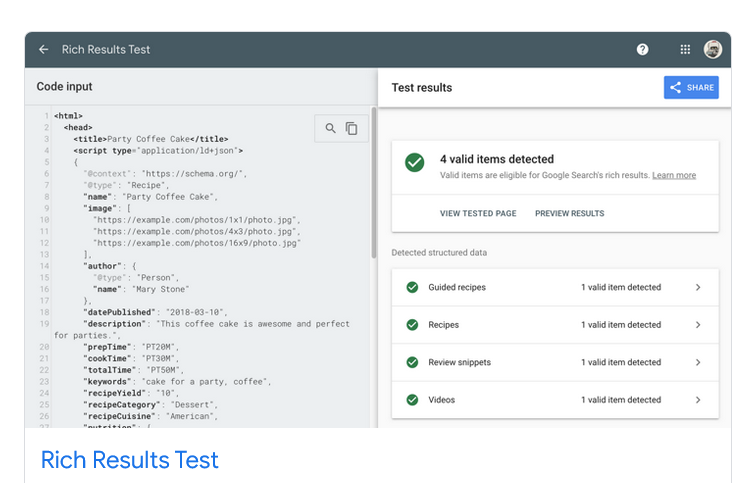 Rich Results Test
Code input
Test results
SHARE
1 <html>
2 <head>
3 <title>Party Coffee Cake</title>
4 <script type="application/ld+json">
5 {
6 "@context": "https://schema.org/",
7 "@type": "Recipe",
8 "name": "Party Coffee Cake",
9 "image": [
10 "https://example.com/photos/1x1/photo.jpg",
11 "https://example.com/photos/4x3/photo.jpg",
12 "https://example.com/photos/16x9/photo.jpg"
13 ],
14 "author": {
15 "@type": "Person",
16 "name": "Mary Stone"
17 },
18 "datePublished": "2018-03-10",
19 "description": "This coffee cake is awesome and perfect
for parties.",
20 "prepTime": "PT20M",
21 "cookTime": "PT30M",
22 "totalTime": "PT50M",
23 "keywords": "cake for a party, coffee",
24 "recipeYield": "10",
25 "recipeCategory": "Dessert",
26 "recipeCuisine": "American",
27 "nutrition": {
4 valid items detected
Valid items are eligible for Google Search's rich results. Learn more
VIEW TESTED PAGE PREVIEW RESULTS
Detected structured data
Guided recipes 1 valid item detected
Recipes 1 valid item detected
Review snippets 1 valid item detected
Videos 1 valid item detected
Rich Results Test